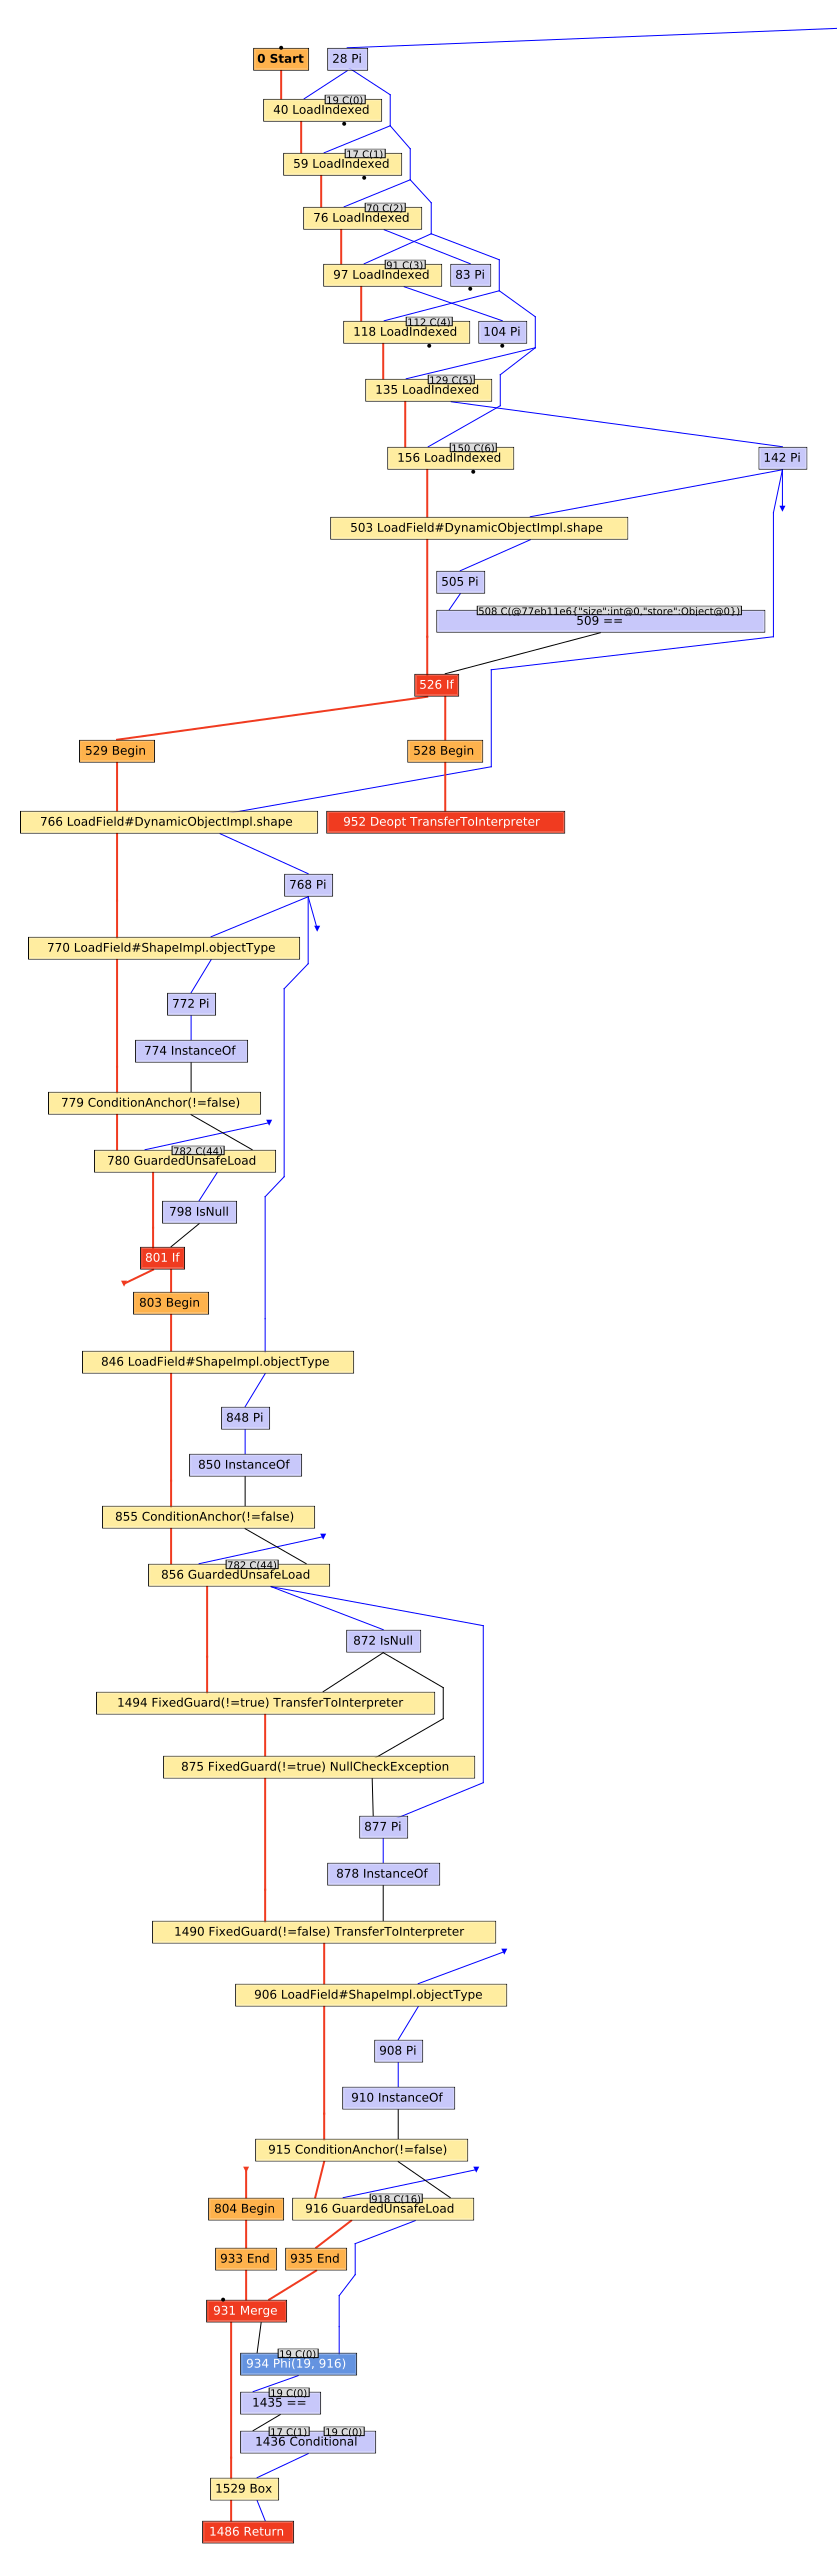 0 Start
28 Pi
19 C(0)
40 LoadIndexed
17 C(1)
59 LoadIndexed
70 C(2)
76 LoadIndexed
91 C(3)
97 LoadIndexed
83 Pi
112 C(4)
118 LoadIndexed
104 Pi
129 C(5)
135 LoadIndexed
150 C(6)
156 LoadIndexed
142 Pi
503 LoadField#DynamicObjectImpl.shape
505 Pi
508 C(@77eb11e6{"size":int@0,"store":Object@0})
509 ==
526 If
529 Begin
528 Begin
766 LoadField#DynamicObjectImpl.shape
952 Deopt TransferToInterpreter
768 Pi
770 LoadField#ShapeImpl.objectType
772 Pi
774 InstanceOf
779 ConditionAnchor(!=false)
782 C(44)
780 GuardedUnsafeLoad
798 IsNull
801 If
803 Begin
846 LoadField#ShapeImpl.objectType
848 Pi
850 InstanceOf
855 ConditionAnchor(!=false)
782 C(44)
856 GuardedUnsafeLoad
872 IsNull
1494 FixedGuard(!=true) TransferToInterpreter
875 FixedGuard(!=true) NullCheckException
877 Pi
878 InstanceOf
1490 FixedGuard(!=false) TransferToInterpreter
906 LoadField#ShapeImpl.objectType
908 Pi
910 InstanceOf
915 ConditionAnchor(!=false)
918 C(16)
804 Begin
916 GuardedUnsafeLoad
933 End
935 End
931 Merge
19 C(0)
934 Phi(19, 916)
19 C(0)
1435 ==
17 C(1)
19 C(0)
1436 Conditional
1529 Box
1486 Return